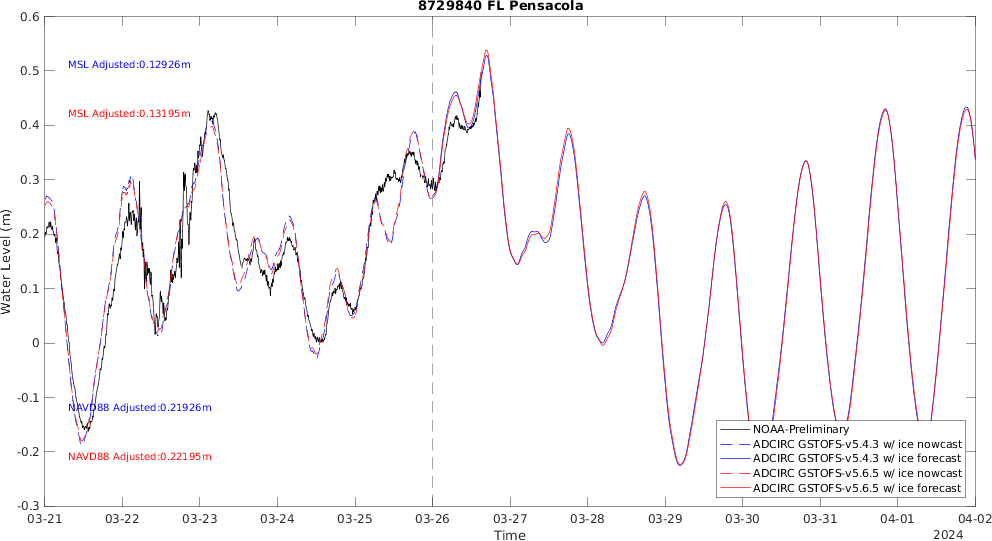 8729840 FL Pensacola
0.6
0.5
0.4
0.3
0.2
0.1
0
-0.1
-0.2
-0.3
Water Level (m)
MSL Adjusted:0.12926m
MSL Adjusted:0.13195m
NAVD88 Adjusted:0.21926m
NAVD88 Adjusted:0.22195m
NOAA-Preliminary
ADCIRC GSTOFS-v5.4.3 w/ ice nowcast
ADCIRC GSTOFS-v5.4.3 w/ ice forecast
ADCIRC GSTOFS-v5.6.5 w/ ice nowcast
ADCIRC GSTOFS-v5.6.5 w/ ice forecast
03-21 03-22 03-23 03-24 03-25 03-26 03-27 03-28 03-29 03-30 03-31 04-01 04-02
Time
2024